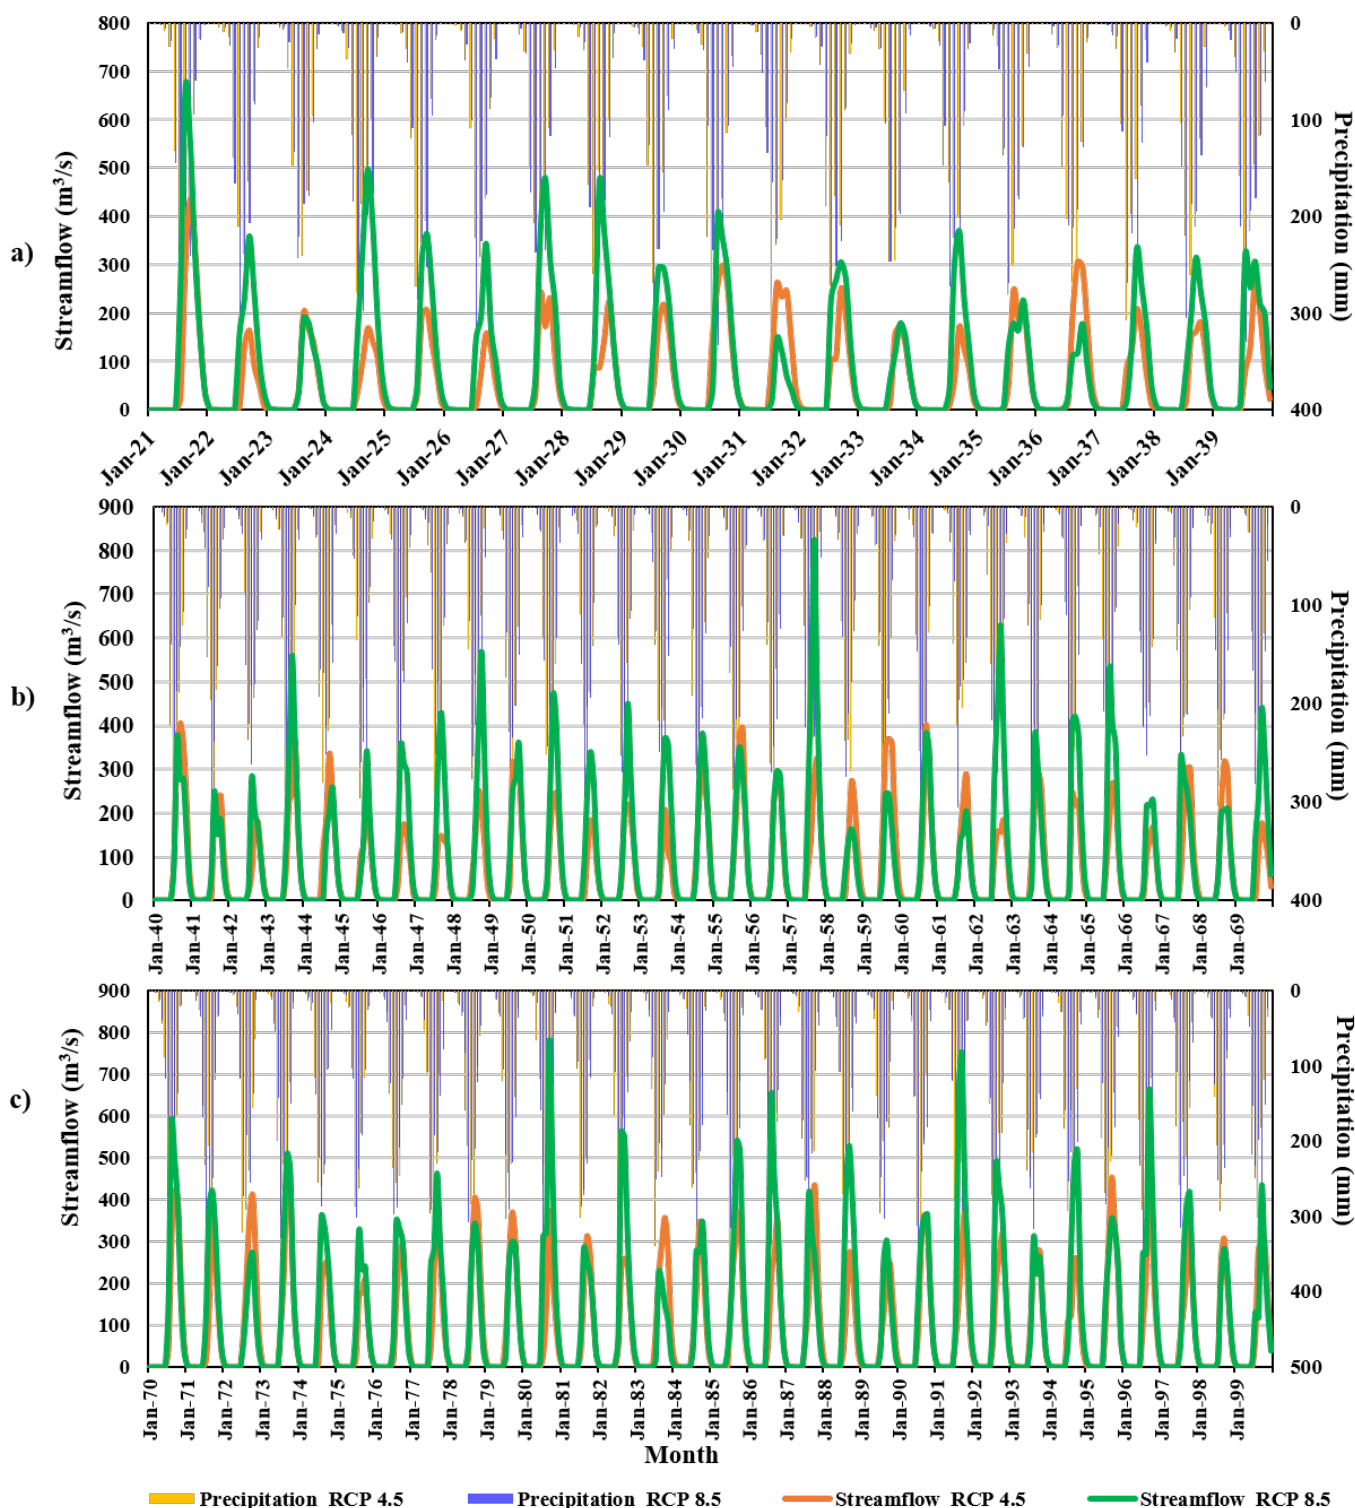 a)
Streamflow (m³/s)
800
700
600
500
400
300
200
100
0
0
100
200
300
400
Precipitation (mm)
Jan-21
Jan-22
Jan-23
Jan-24
Jan-25
Jan-26
Jan-27
Jan-28
Jan-29
Jan-30
Jan-31
Jan-32
Jan-33
Jan-34
Jan-35
Jan-36
Jan-37
Jan-38
Jan-39
b)
Streamflow (m³/s)
900
800
700
600
500
400
300
200
100
0
0
100
200
300
400
Precipitation (mm)
Jan-40
Jan-41
Jan-42
Jan-43
Jan-44
Jan-45
Jan-46
Jan-47
Jan-48
Jan-49
Jan-50
Jan-51
Jan-52
Jan-53
Jan-54
Jan-55
Jan-56
Jan-57
Jan-58
Jan-59
Jan-60
Jan-61
Jan-62
Jan-63
Jan-64
Jan-65
Jan-66
Jan-67
Jan-68
Jan-69
c)
Streamflow (m³/s)
900
800
700
600
500
400
300
200
100
0
0
100
200
300
400
500
Precipitation (mm)
Jan-70
Jan-71
Jan-72
Jan-73
Jan-74
Jan-75
Jan-76
Jan-77
Jan-78
Jan-79
Jan-80
Jan-81
Jan-82
Jan-83
Jan-84
Jan-85
Jan-86
Jan-87
Jan-88
Jan-89
Jan-90
Jan-91
Jan-92
Jan-93
Jan-94
Jan-95
Jan-96
Jan-97
Jan-98
Jan-99
Month
Precipitation_RCP 4.5
Precipitation_RCP 8.5
Streamflow_RCP 4.5
Streamflow_RCP 8.5